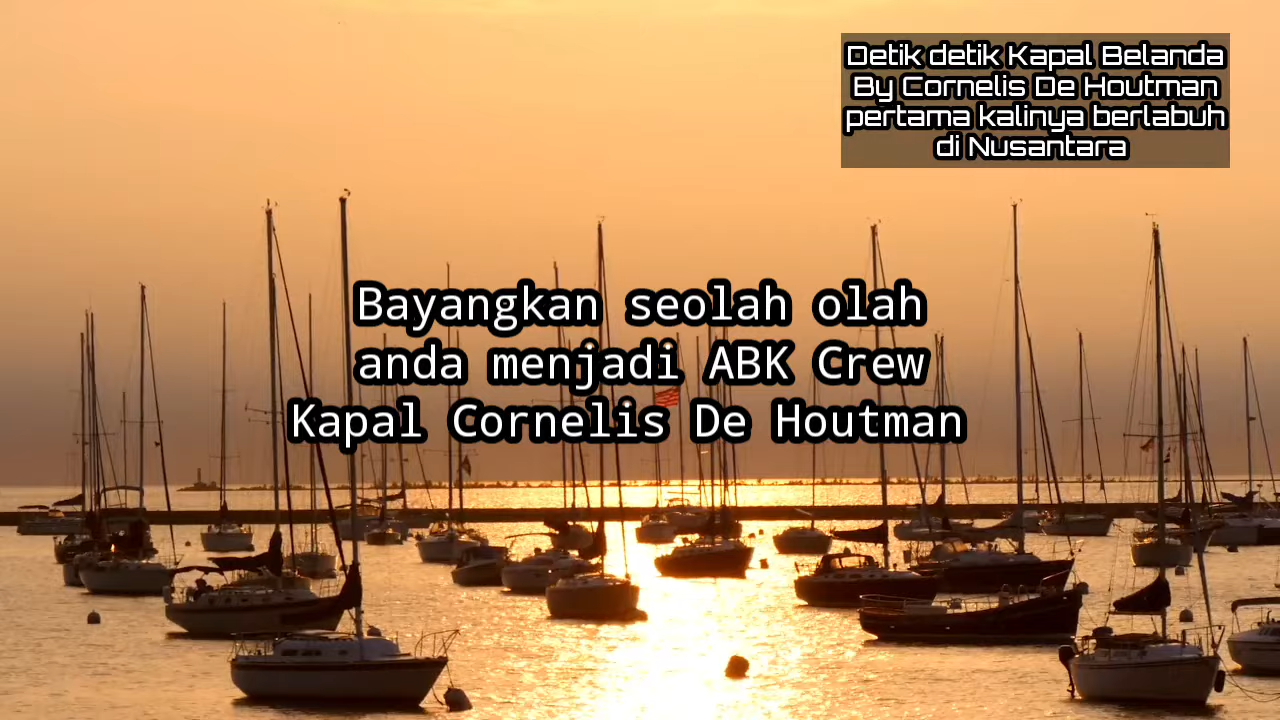 Detik detik Kapal Belanda
By Cornelis De Houtman
pertama kalinya berlabuh
di Nusantara
Bayangkan seolah olah
anda menjadi ABK Crew
Kapal Cornelis De Houtman